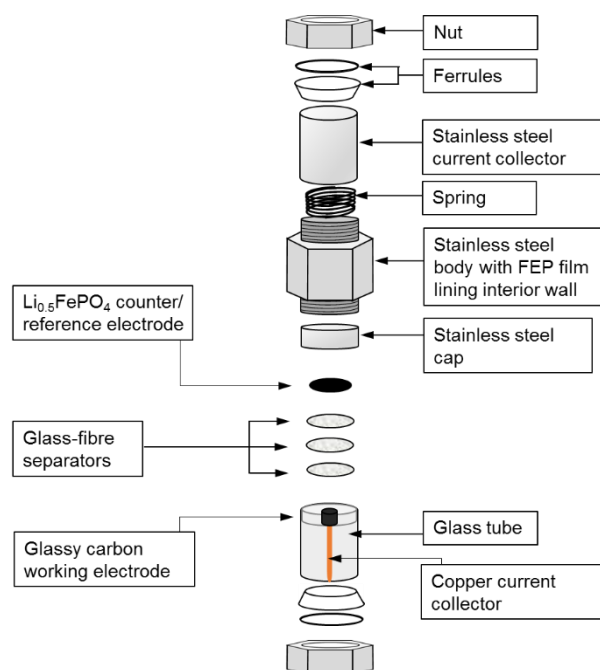 Nut
Ferrules
Stainless steel
current collector
Spring
Stainless steel
body with FEP film
lining interior wall
Li₀.₅FePO₄ counter/
reference electrode
Stainless steel
cap
Glass-fibre
separators
Glass tube
Glassy carbon
working electrode
Copper current
collector